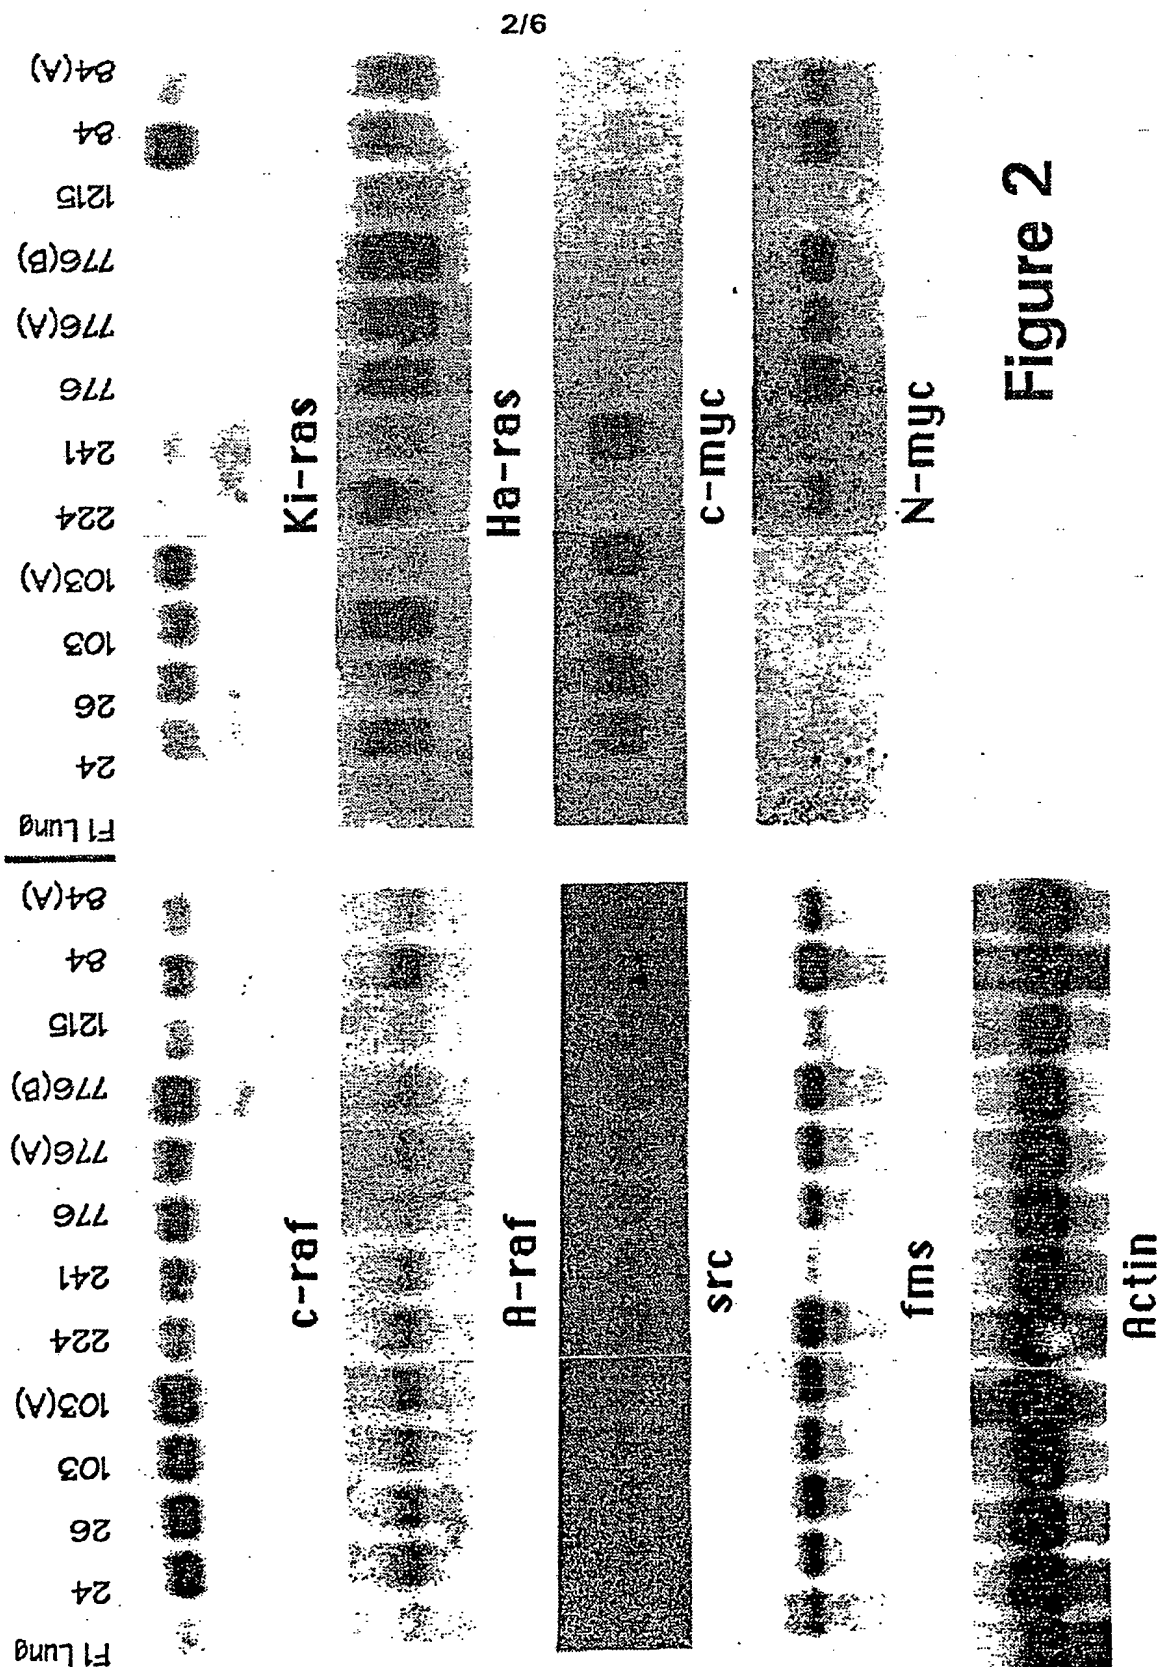 2/6
F1 Lung
24
26
103
103(A)
224
241
776
776(A)
776(B)
1215
84
84(A)
F1 Lung
24
26
103
103(A)
224
241
776
776(A)
776(B)
1215
84
84(A)
c-raf
Ki-ras
A-raf
Ha-ras
src
c-myc
fms
N-myc
Actin
Figure 2